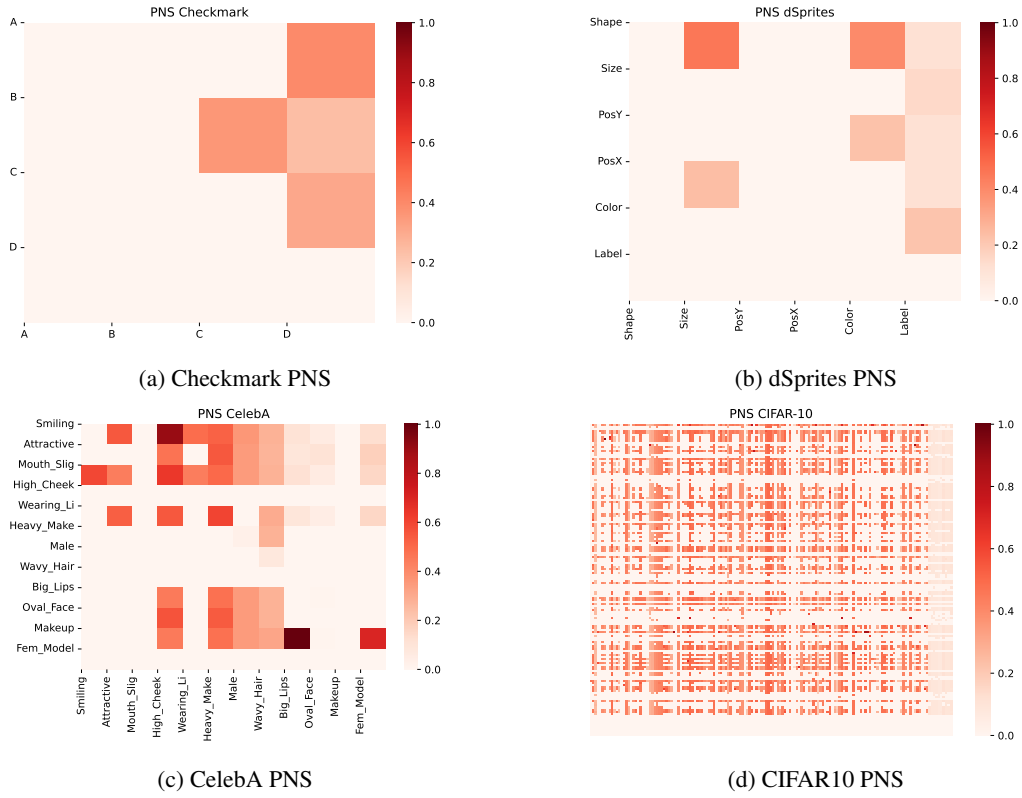 PNS Checkmark
A
B
C
D
A
B
C
D
1.0
0.8
0.6
0.4
0.2
0.0
(a) Checkmark PNS
PNS dSprites
Shape
Size
PosY
PosX
Color
Label
Shape
Size
PosY
PosX
Color
Label
1.0
0.8
0.6
0.4
0.2
0.0
(b) dSprites PNS
PNS CelebA
Smiling
Attractive
Mouth_Slig
High_Cheek
Wearing_Li
Heavy_Make
Male
Wavy_Hair
Big_Lips
Oval_Face
Makeup
Fem_Model
Smiling
Attractive
Mouth_Slig
High_Cheek
Wearing_Li
Heavy_Make
Male
Wavy_Hair
Big_Lips
Oval_Face
Makeup
Fem_Model
1.0
0.8
0.6
0.4
0.2
0.0
(c) CelebA PNS
PNS CIFAR-10
1.0
0.8
0.6
0.4
0.2
0.0
(d) CIFAR10 PNS